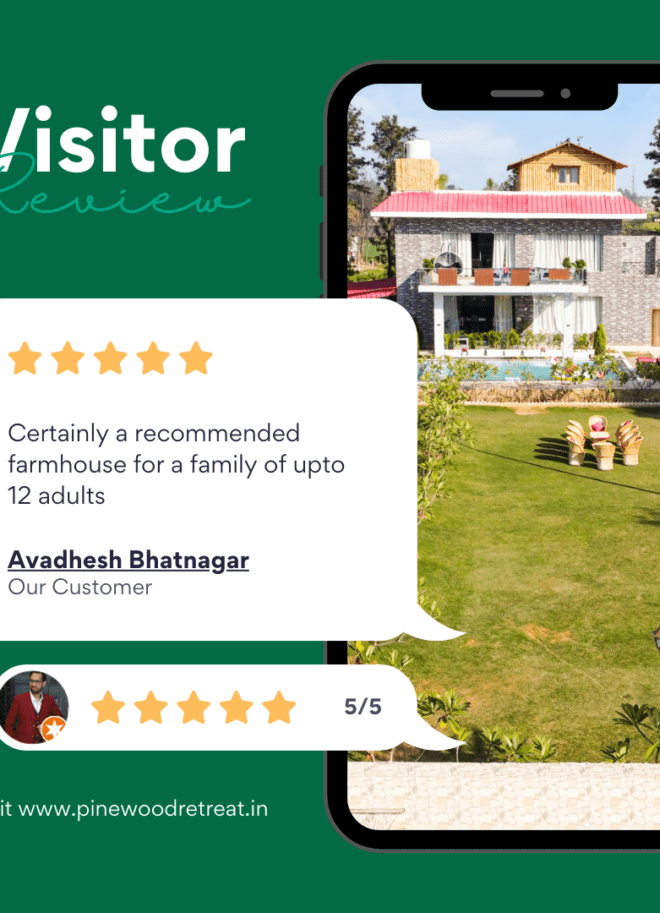 Visitor
Review
Certainly a recommended
farmhouse for a family of upto
12 adults
Avadhesh Bhatnagar
Our Customer
5/5
it www.pinewoodretreat.in